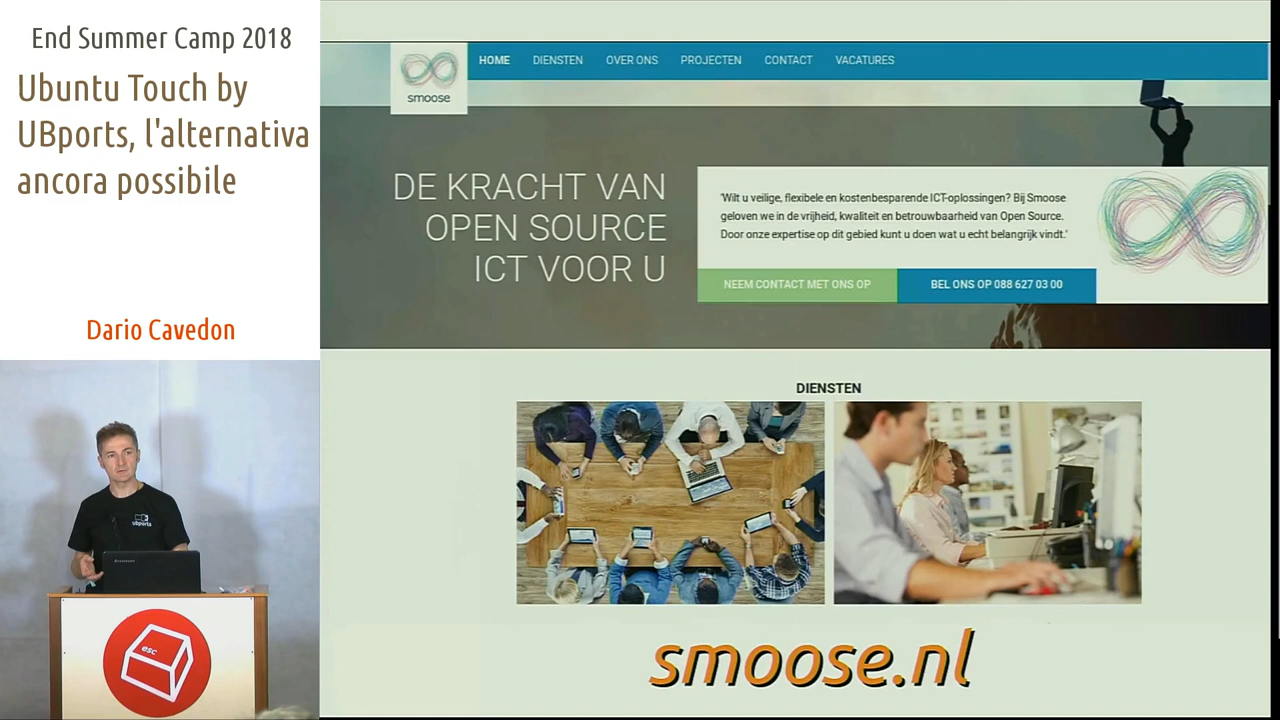 End Summer Camp 2018
Ubuntu Touch by
UBports, l'alternativa
ancora possibile
Dario Cavedon
smoose
HOME DIENSTEN OVER ONS PROJECTEN CONTACT VACATURES
DE KRACHT VAN
OPEN SOURCE
ICT VOOR U
'Wilt u veilige, flexibele en kostenbesparende ICT-oplossingen? Bij Smoose
geloven we in de vrijheid, kwaliteit en betrouwbaarheid van Open Source.
Door onze expertise op dit gebied kunt u doen wat u echt belangrijk vindt.'
NEEM CONTACT MET ONS OP
BEL ONS OP 088 627 03 00
DIENSTEN
smoose.nl
ubports
esc